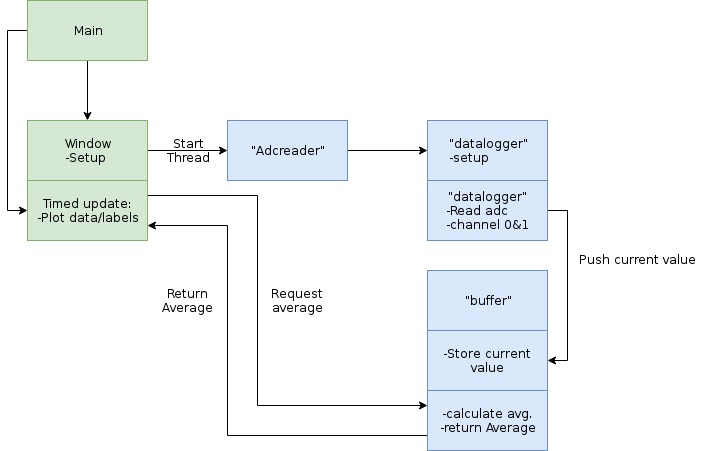 Main
Window
-Setup
Start
Thread
"Adcreader"
"datalogger"
-setup
Timed update:
-Plot data/labels
"datalogger"
-Read adc
-channel 0&1
Push current value
Return
Average
Request
average
"buffer"
-Store current
value
-calculate avg.
-return Average